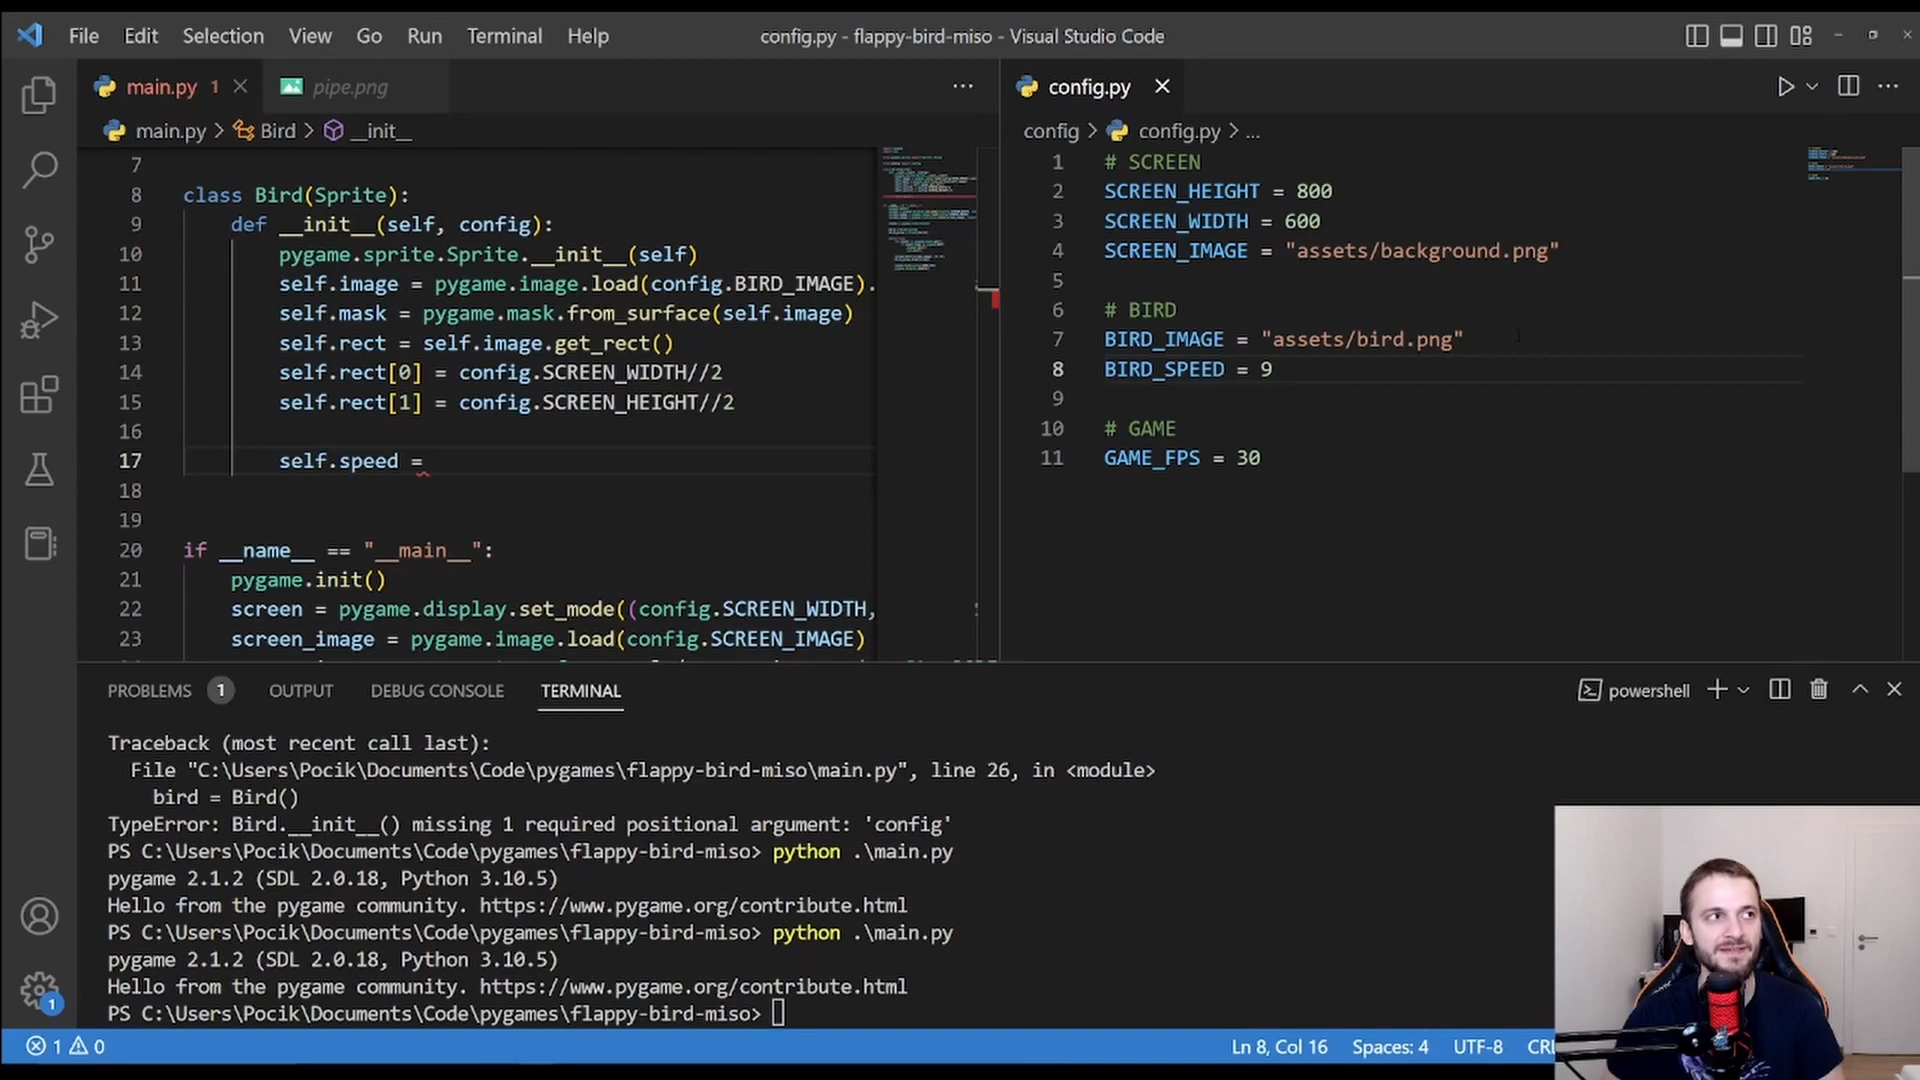 File Edit Selection View Go Run Terminal Help
config.py - flappy-bird-miso - Visual Studio Code
main.py 1
pipe.png
main.py > Bird > __init__
7
8 class Bird(Sprite):
9 def __init__(self, config):
10 pygame.sprite.Sprite.__init__(self)
11 self.image = pygame.image.load(config.BIRD_IMAGE).
12 self.mask = pygame.mask.from_surface(self.image)
13 self.rect = self.image.get_rect()
14 self.rect[0] = config.SCREEN_WIDTH//2
15 self.rect[1] = config.SCREEN_HEIGHT//2
16
17 self.speed =
18
19
20 if __name__ == "__main__":
21 pygame.init()
22 screen = pygame.display.set_mode((config.SCREEN_WIDTH,
23 screen_image = pygame.image.load(config.SCREEN_IMAGE)
config.py
config > config.py > ...
1 # SCREEN
2 SCREEN_HEIGHT = 800
3 SCREEN_WIDTH = 600
4 SCREEN_IMAGE = "assets/background.png"
5
6 # BIRD
7 BIRD_IMAGE = "assets/bird.png"
8 BIRD_SPEED = 9
9
10 # GAME
11 GAME_FPS = 30
PROBLEMS 1 OUTPUT DEBUG CONSOLE TERMINAL
powershell
Traceback (most recent call last):
File "C:\Users\Pocik\Documents\Code\pygames\flappy-bird-miso\main.py", line 26, in <module>
bird = Bird()
TypeError: Bird.__init__() missing 1 required positional argument: 'config'
PS C:\Users\Pocik\Documents\Code\pygames\flappy-bird-miso> python .\main.py
pygame 2.1.2 (SDL 2.0.18, Python 3.10.5)
Hello from the pygame community. https://www.pygame.org/contribute.html
PS C:\Users\Pocik\Documents\Code\pygames\flappy-bird-miso> python .\main.py
pygame 2.1.2 (SDL 2.0.18, Python 3.10.5)
Hello from the pygame community. https://www.pygame.org/contribute.html
PS C:\Users\Pocik\Documents\Code\pygames\flappy-bird-miso>
1
1 0
Ln 8, Col 16 Spaces: 4 UTF-8